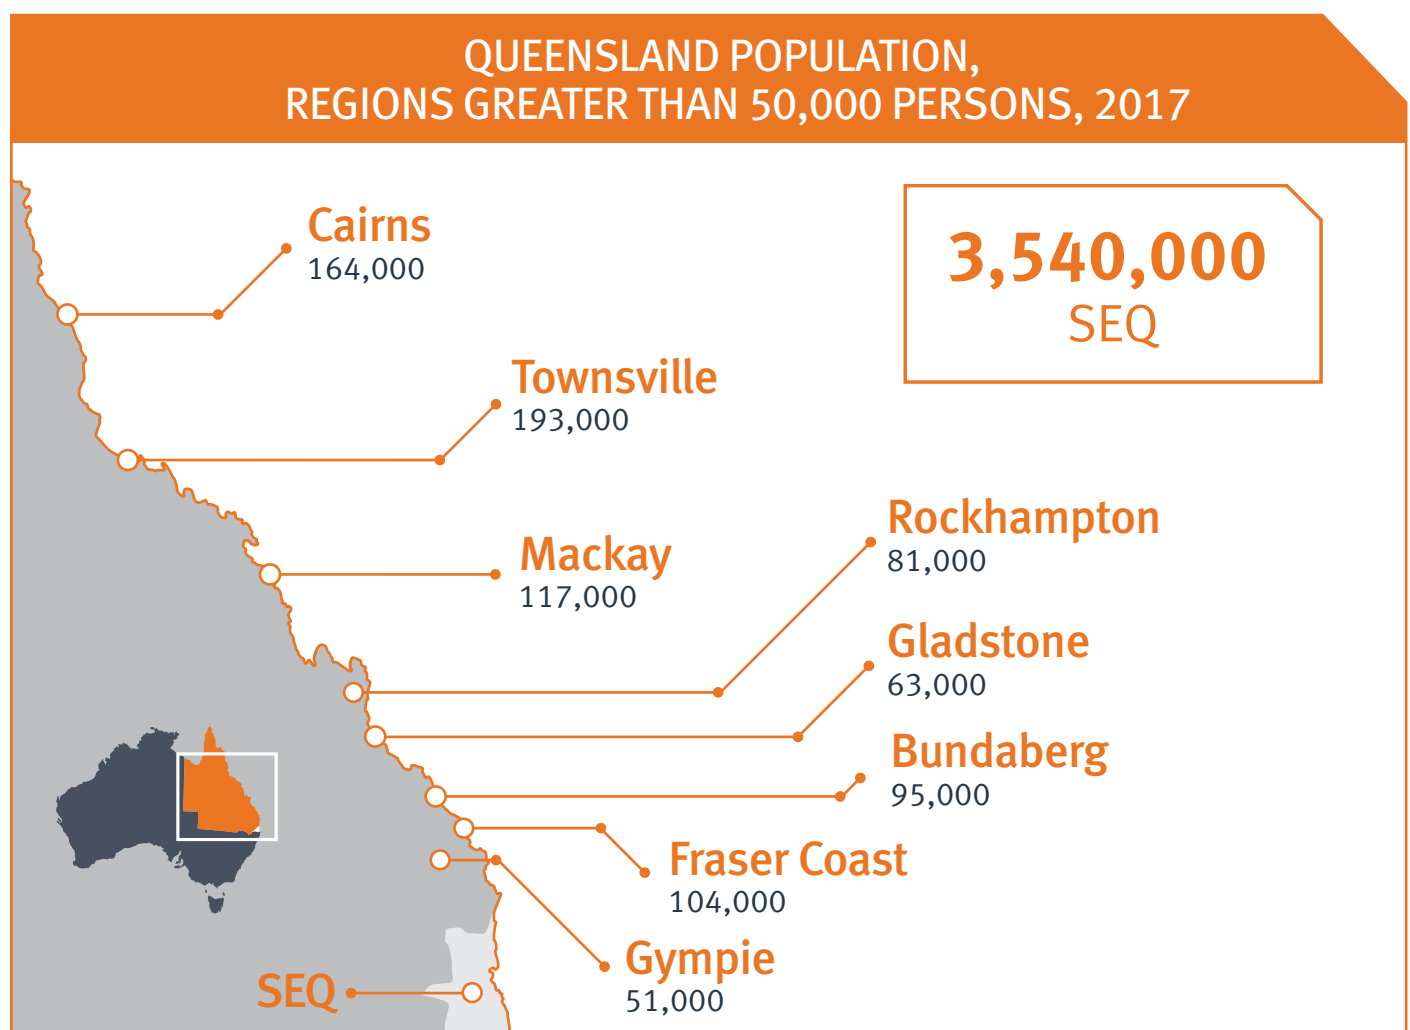 QUEENSLAND POPULATION,
REGIONS GREATER THAN 50,000 PERSONS, 2017
3,540,000
SEQ
Cairns
164,000
Townsville
193,000
Mackay
117,000
Rockhampton
81,000
Gladstone
63,000
Bundaberg
95,000
Fraser Coast
104,000
Gympie
51,000
SEQ